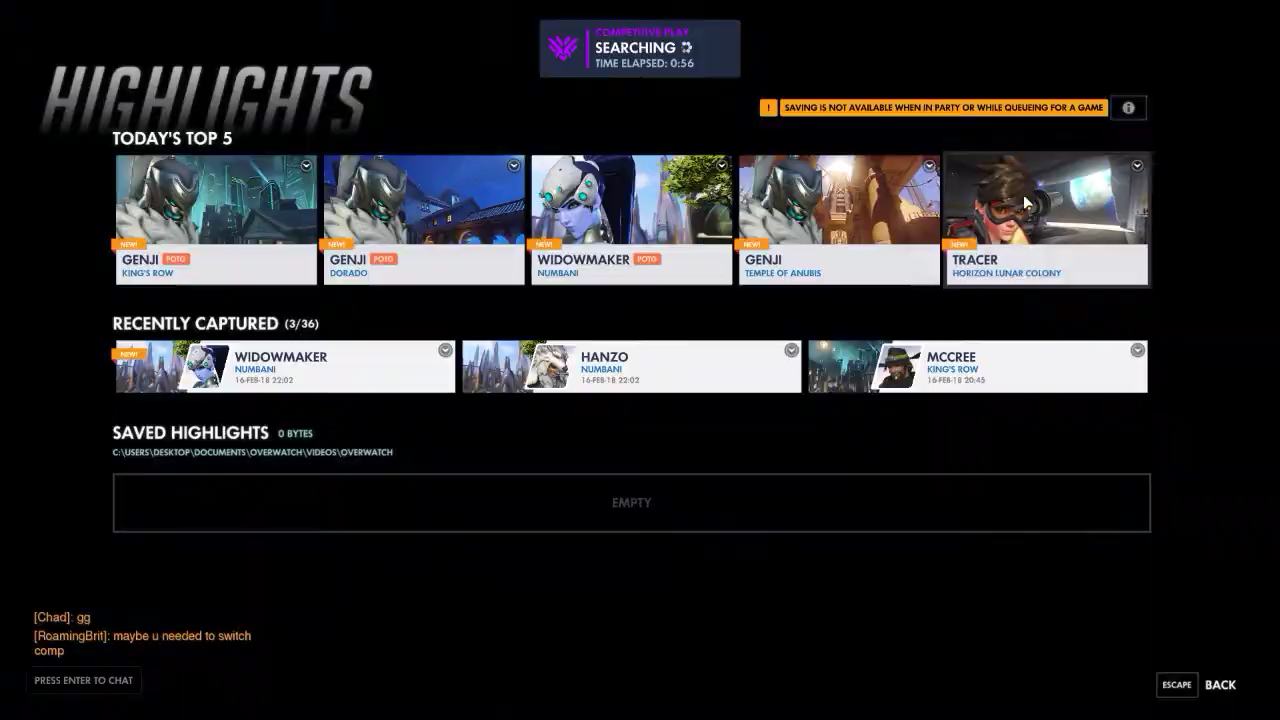 COMPETITIVE PLAY
SEARCHING
TIME ELAPSED: 0:56
HIGHLIGHTS
! SAVING IS NOT AVAILABLE WHEN IN PARTY OR WHILE QUEUEING FOR A GAME
TODAY'S TOP 5
NEW! NEW! NEW! NEW! NEW!
GENJI POTG GENJI POTG WIDOWMAKER POTG GENJI TRACER
KING'S ROW DORADO NUMBANI TEMPLE OF ANUBIS HORIZON LUNAR COLONY
RECENTLY CAPTURED (3/36)
NEW! WIDOWMAKER HANZO MCCREE
NUMBANI NUMBANI KING'S ROW
16-FEB-18 22:02 16-FEB-18 22:02 16-FEB-18 20:45
SAVED HIGHLIGHTS 0 BYTES
C:\USERS\DESKTOP\DOCUMENTS\OVERWATCH\VIDEOS\OVERWATCH
EMPTY
[Chad]: gg
[RoamingBrit]: maybe u needed to switch
comp
PRESS ENTER TO CHAT
ESCAPE BACK